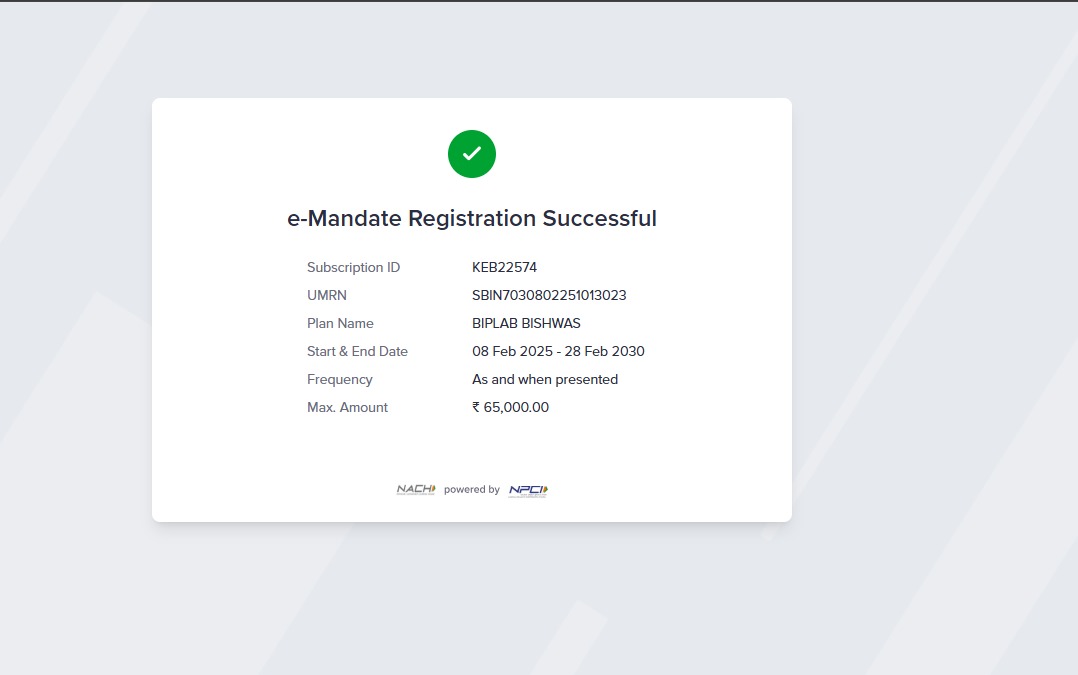 e-Mandate Registration Successful
Subscription ID KEB22574
UMRN SBIN7030802251013023
Plan Name BIPLAB BISHWAS
Start & End Date 08 Feb 2025 - 28 Feb 2030
Frequency As and when presented
Max. Amount ₹ 65,000.00
NACH powered by NPCI